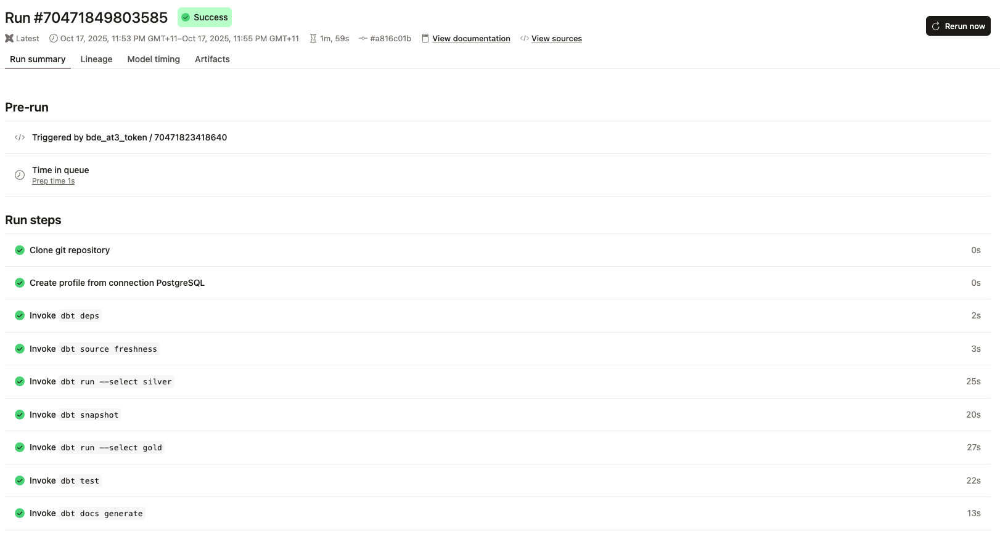 Run #70471849803585 Success
Rerun now
Latest Oct 17, 2025, 11:53 PM GMT+11–Oct 17, 2025, 11:55 PM GMT+11 1m, 59s #a816c01b View documentation </> View sources
Run summary Lineage Model timing Artifacts
Pre-run
</> Triggered by bde_at3_token / 70471823418640
Time in queue
Prep time 1s
Run steps
Clone git repository 0s
Create profile from connection PostgreSQL 0s
Invoke dbt deps 2s
Invoke dbt source freshness 3s
Invoke dbt run --select silver 25s
Invoke dbt snapshot 20s
Invoke dbt run --select gold 27s
Invoke dbt test 22s
Invoke dbt docs generate 13s